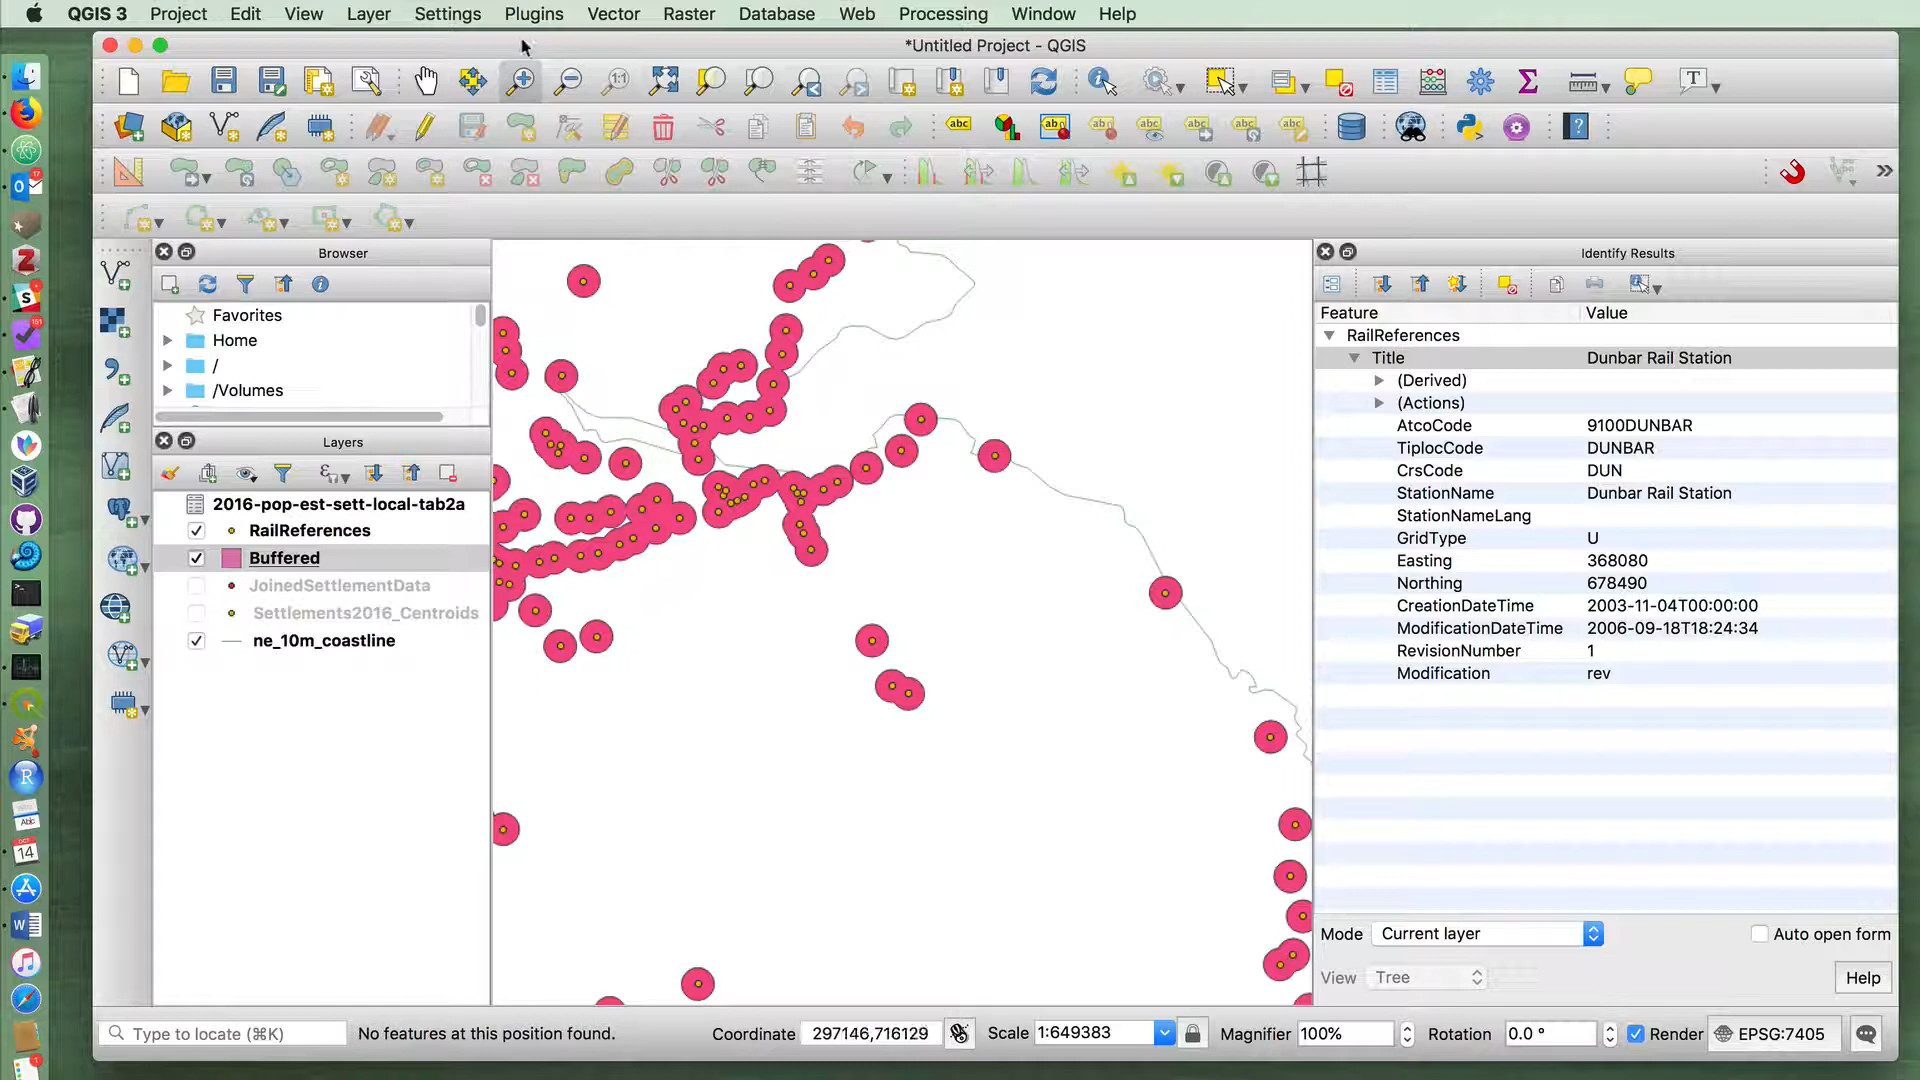 QGIS 3 Project Edit View Layer Settings Plugins Vector Raster Database Web Processing Window Help
*Untitled Project - QGIS
Browser
Favorites
Home
/
/Volumes
Layers
2016-pop-est-sett-local-tab2a
RailReferences
Buffered
JoinedSettlementData
Settlements2016_Centroids
ne_10m_coastline
Identify Results
Feature Value
RailReferences
Title Dunbar Rail Station
(Derived)
(Actions)
AtcoCode 9100DUNBAR
TiplocCode DUNBAR
CrsCode DUN
StationName Dunbar Rail Station
StationNameLang
GridType U
Easting 368080
Northing 678490
CreationDateTime 2003-11-04T00:00:00
ModificationDateTime 2006-09-18T18:24:34
RevisionNumber 1
Modification rev
Mode Current layer Auto open form
View Tree Help
Type to locate (⌘K) No features at this position found. Coordinate 297146,716129 Scale 1:649383 Magnifier 100% Rotation 0.0 ° Render EPSG:7405